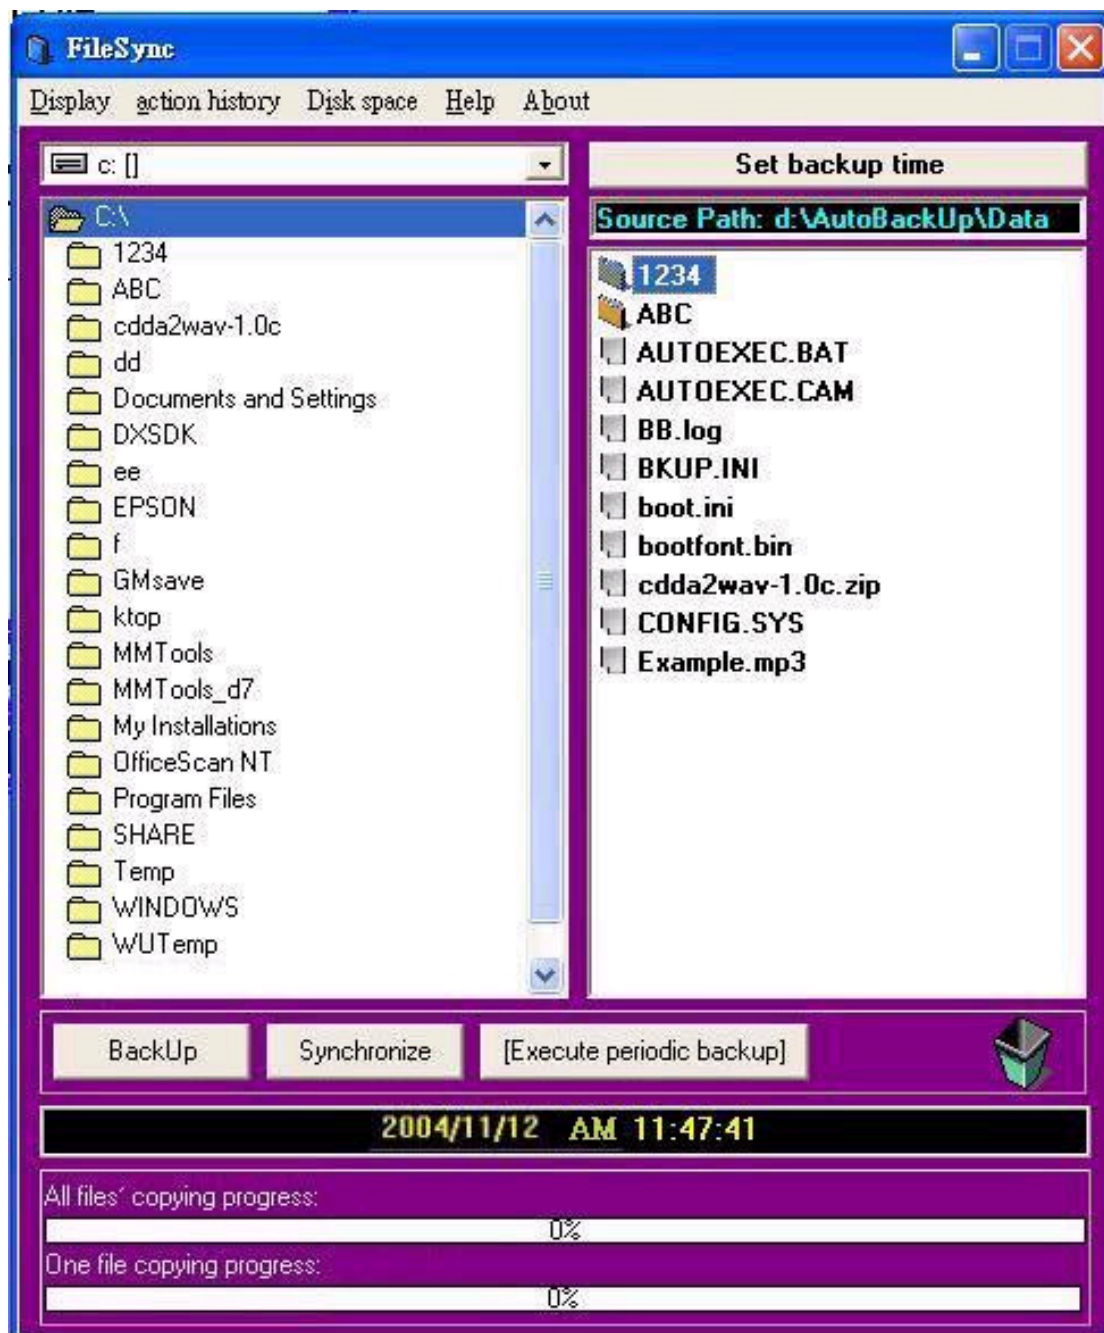 FileSync
Display action history Disk space Help About
c: []
C:\
1234
ABC
cdda2wav-1.0c
dd
Documents and Settings
DXSDK
ee
EPSON
f
GMsave
ktop
MMTools
MMTools_d7
My Installations
OfficeScan NT
Program Files
SHARE
Temp
WINDOWS
WUTemp
Set backup time
Source Path: d:\AutoBackUp\Data
1234
ABC
AUTOEXEC.BAT
AUTOEXEC.CAM
BB.log
BKUP.INI
boot.ini
bootfont.bin
cdda2wav-1.0c.zip
CONFIG.SYS
Example.mp3
BackUp Synchronize [Execute periodic backup]
2004/11/12 AM 11:47:41
All files' copying progress:
0%
One file copying progress:
0%